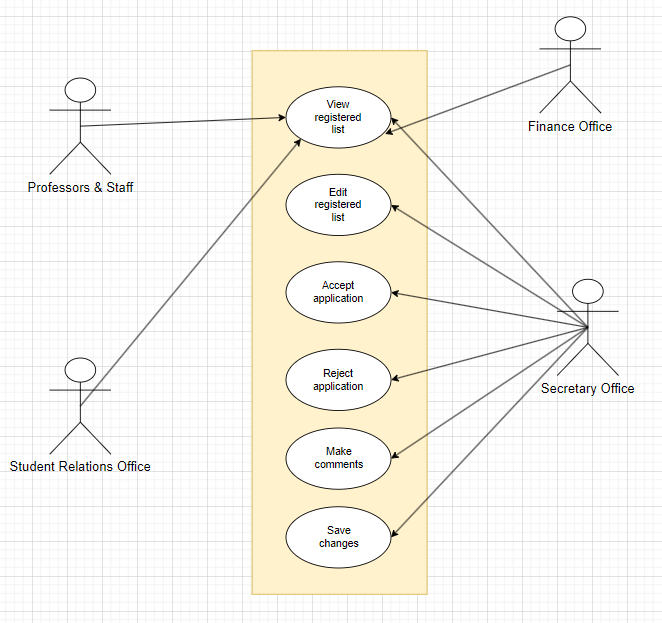 View
registered
list
Finance Office
Professors & Staff
Edit
registered
list
Accept
application
Reject
application
Secretary Office
Make
comments
Student Relations Office
Save
changes